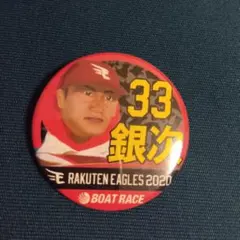 33
銀次
RAKUTEN EAGLES 2020
BOAT RACE